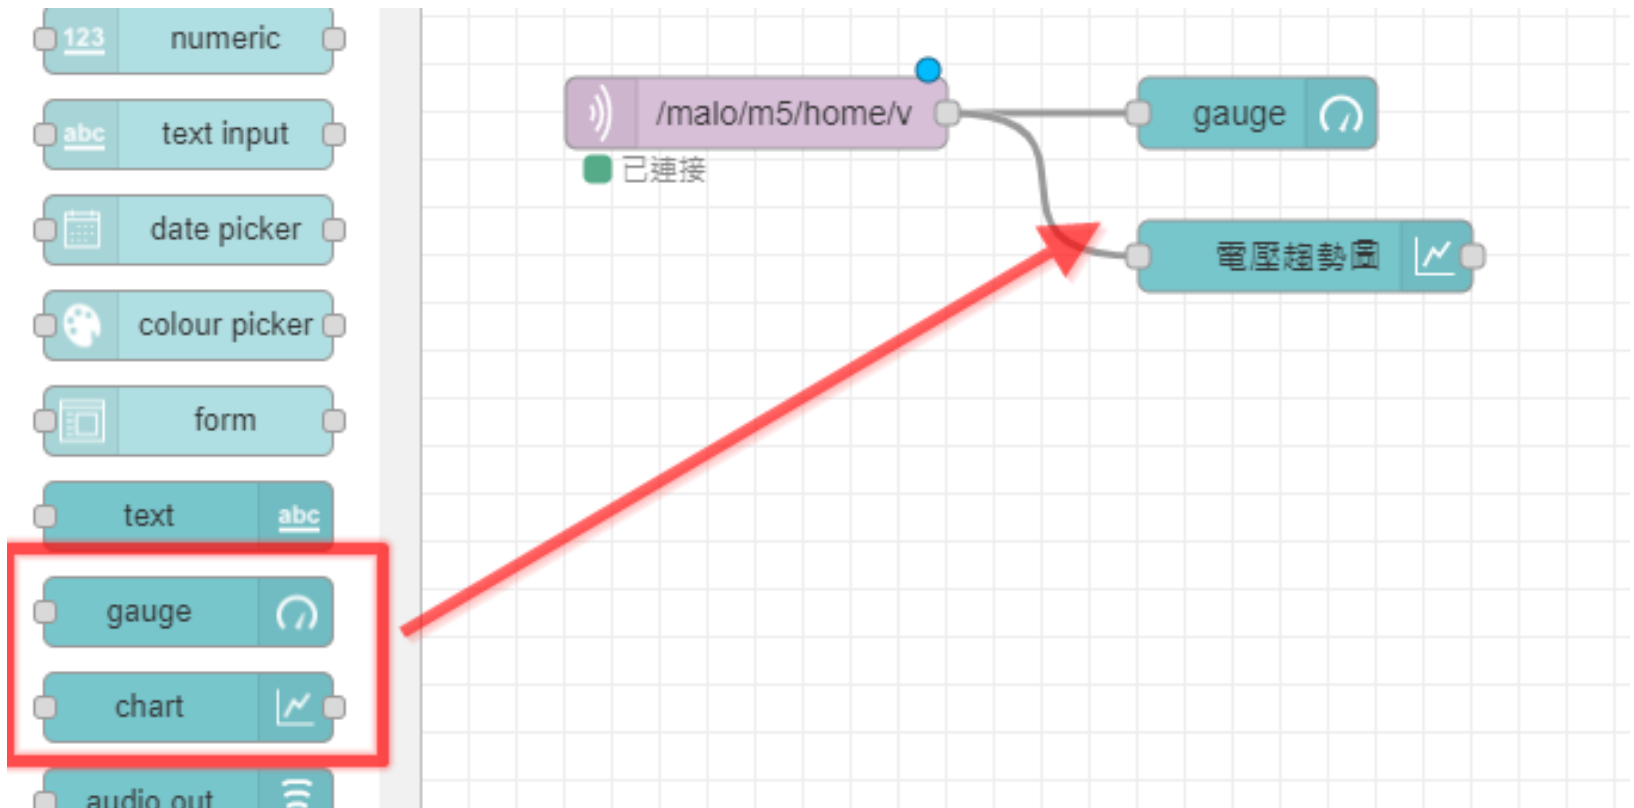 123 numeric
abc text input
date picker
colour picker
form
text abc
gauge
chart
audio out
/malo/m5/home/v
已連接
gauge
電壓趨勢圖